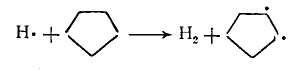 H· + ⟶ H₂ +